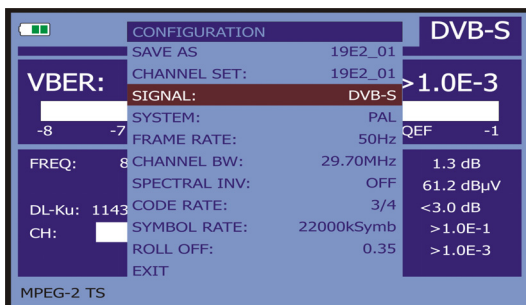 DVB-S
CONFIGURATION
SAVE AS 19E2_01
CHANNEL SET: 19E2_01
SIGNAL: DVB-S
SYSTEM: PAL
FRAME RATE: 50Hz
CHANNEL BW: 29.70MHz
SPECTRAL INV: OFF
CODE RATE: 3/4
SYMBOL RATE: 22000kSymb
ROLL OFF: 0.35
EXIT
VBER: >1.0E-3
-8 -7 QEF -1
FREQ: 8 1.3 dB
61.2 dBµV
DL-Ku: 1143 <3.0 dB
CH: >1.0E-1
>1.0E-3
MPEG-2 TS